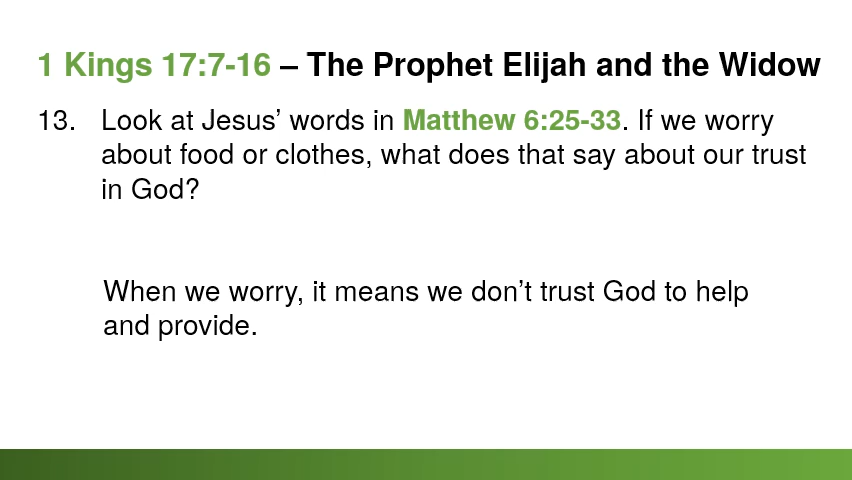 1 Kings 17:7-16 – The Prophet Elijah and the Widow
13. Look at Jesus’ words in Matthew 6:25-33. If we worry
about food or clothes, what does that say about our trust
in God?
When we worry, it means we don’t trust God to help
and provide.